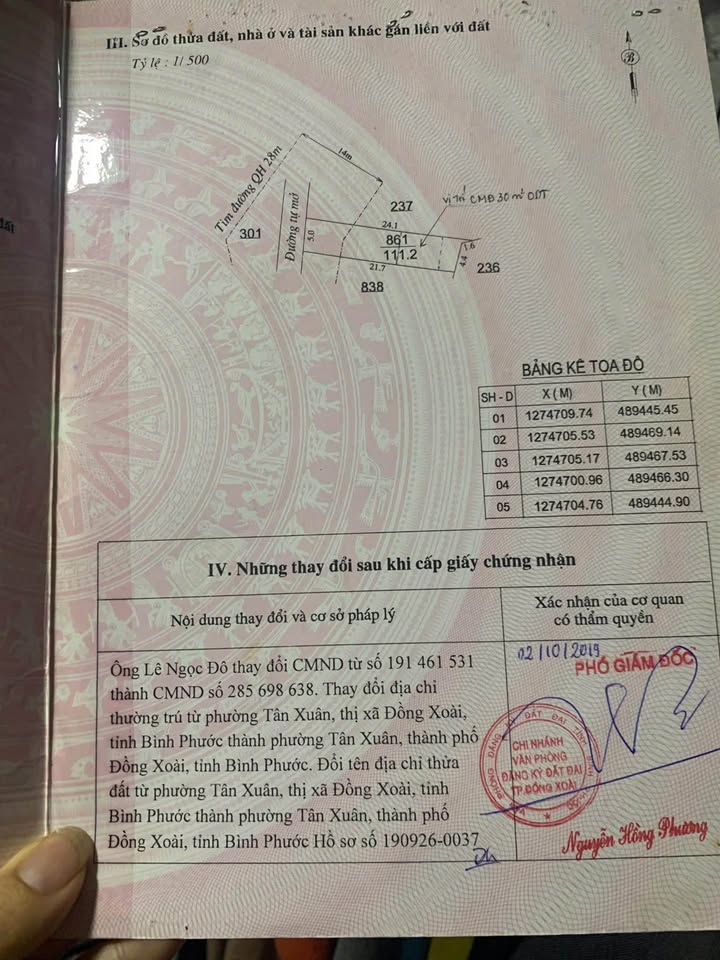 III. Sơ đồ thửa đất, nhà ở và tài sản khác gắn liền với đất
Tỷ lệ : 1/ 500
B
Tim đường QH 28m
14m
Đường tự mở
301
237
vị trí CMĐ 30 m² ODT
24.1
5.0
861
111.2
1.6
4.4
21.7
236
838
đất
BẢNG KÊ TỌA ĐỘ
SH - D X ( M ) Y ( M )
01 1274709.74 489445.45
02 1274705.53 489469.14
03 1274705.17 489467.53
04 1274700.96 489466.30
05 1274704.76 489444.90
IV. Những thay đổi sau khi cấp giấy chứng nhận
Nội dung thay đổi và cơ sở pháp lý
Xác nhận của cơ quan
có thẩm quyền
Ông Lê Ngọc Đô thay đổi CMND từ số 191 461 531
thành CMND số 285 698 638. Thay đổi địa chỉ
thường trú từ phường Tân Xuân, thị xã Đồng Xoài,
tỉnh Bình Phước thành phường Tân Xuân, thành phố
Đồng Xoài, tỉnh Bình Phước. Đổi tên địa chỉ thửa
đất từ phường Tân Xuân, thị xã Đồng Xoài, tỉnh
Bình Phước thành phường Tân Xuân, thành phố
Đồng Xoài, tỉnh Bình Phước Hồ sơ số 190926-0037
02/10/2019
PHÓ GIÁM ĐỐC
CHI NHÁNH
VĂN PHÒNG
ĐĂNG KÝ ĐẤT ĐAI
TP.ĐỒNG XOÀI
Nguyễn Hồng Phương